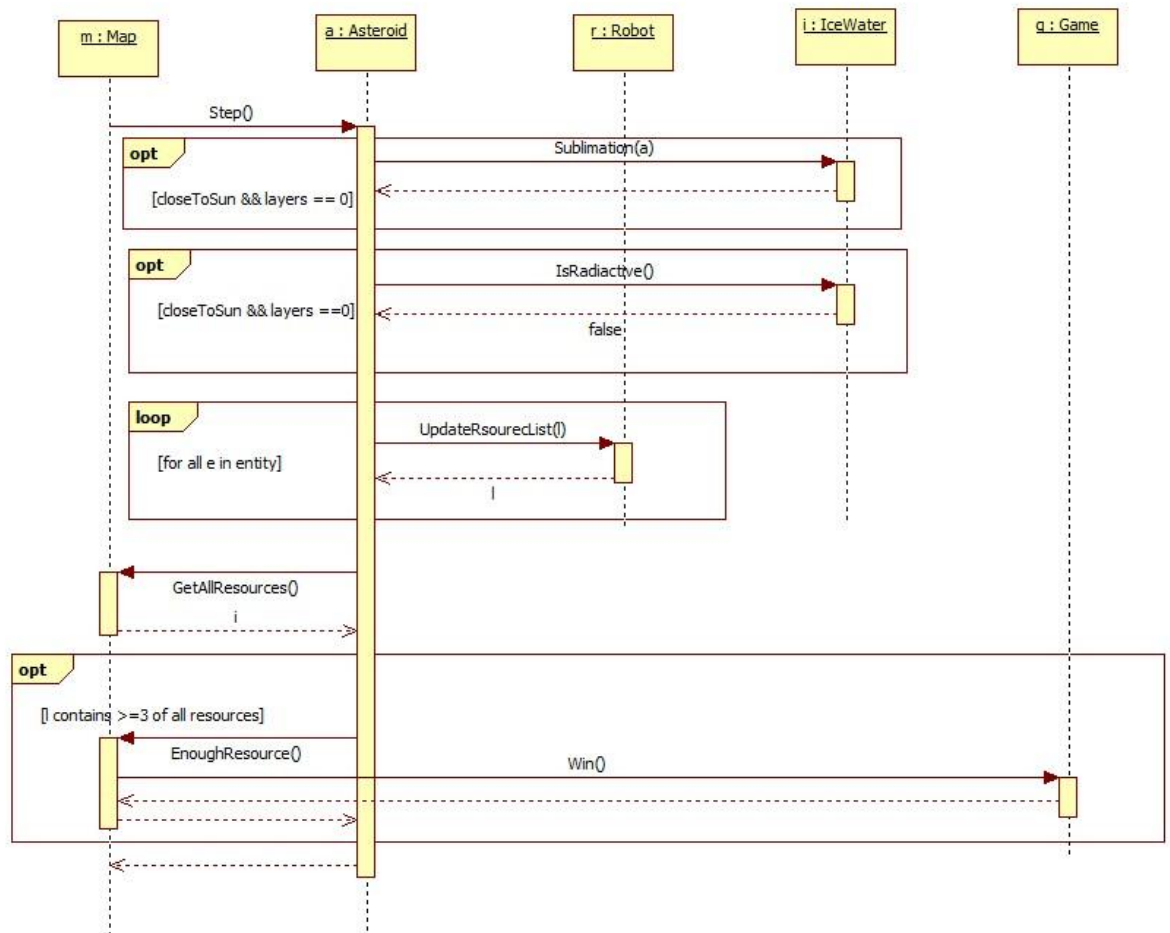 m : Map
a : Asteroid
r : Robot
i : IceWater
g : Game
Step()
opt
Sublimation(a)
[closeToSun && layers == 0]
opt
IsRadiactive()
[closeToSun && layers ==0]
false
loop
UpdateRsourecList(l)
[for all e in entity]
l
GetAllResources()
i
opt
[l contains >=3 of all resources]
EnoughResource()
Win()